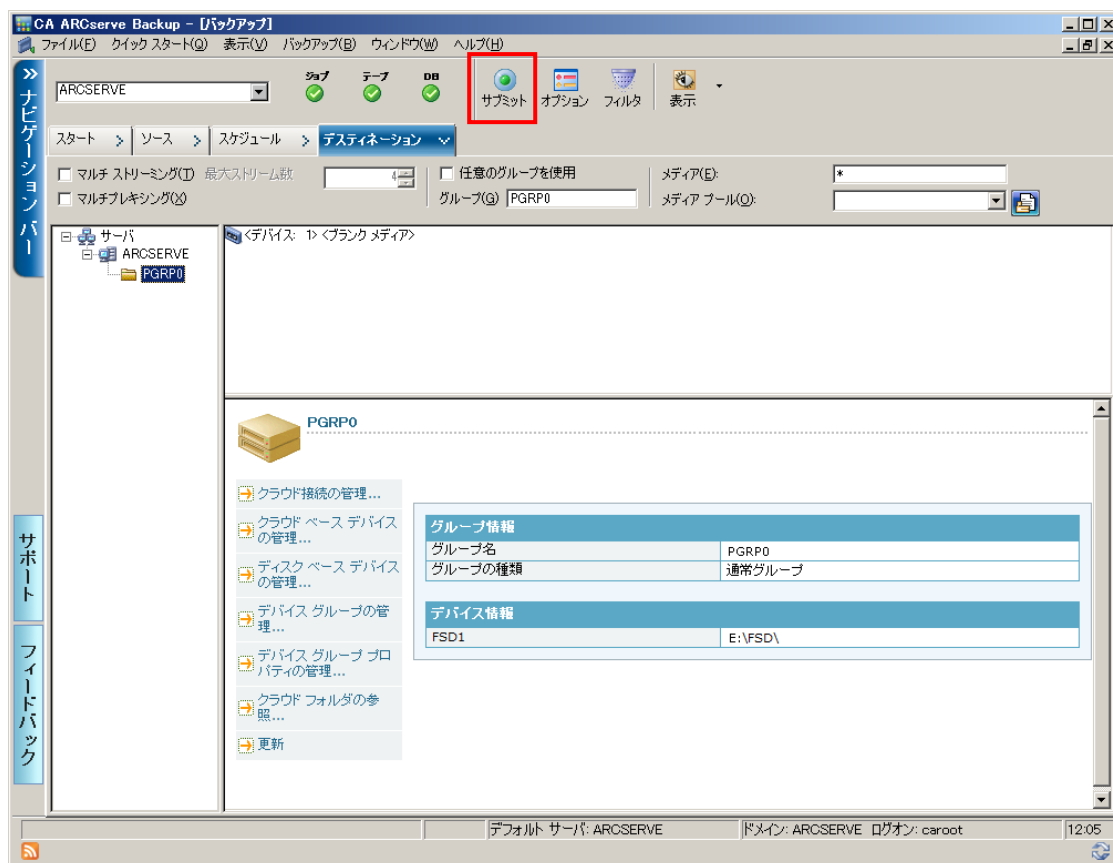 CA ARCserve Backup - [バックアップ]
ファイル(F) クイック スタート(Q) 表示(V) バックアップ(B) ウィンドウ(W) ヘルプ(H)
ナビゲーション バー
ARCSERVE
ジョブ テープ DB
サブミット オプション フィルタ 表示
スタート ソース スケジュール デスティネーション
マルチ ストリーミング(T) 最大ストリーム数 4
任意のグループを使用
メディア(E): *
マルチプレキシング(X)
グループ(G) PGRP0
メディア プール(O):
サーバ
ARCSERVE
PGRP0
<デバイス: 1> <ブランク メディア>
PGRP0
クラウド接続の管理...
クラウド ベース デバイス
の管理...
ディスク ベース デバイス
の管理...
デバイス グループの管
理...
デバイス グループ プロ
パティの管理...
クラウド フォルダの参
照...
更新
グループ情報
グループ名 PGRP0
グループの種類 通常グループ
デバイス情報
FSD1 E:\FSD\
サポート
フィードバック
デフォルト サーバ: ARCSERVE ドメイン: ARCSERVE ログオン: caroot 12:05